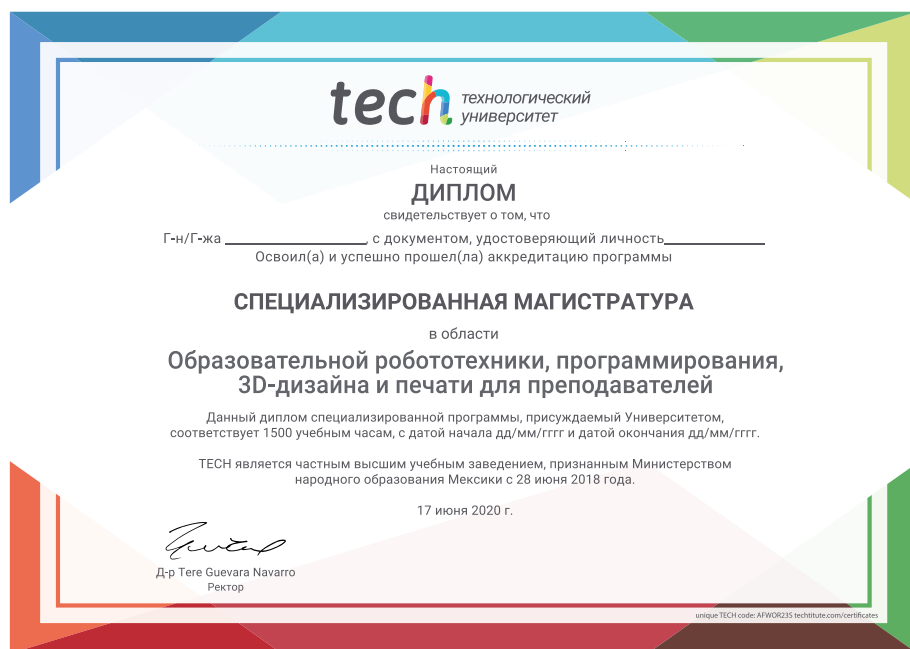 tech технологический
университет
Настоящий
ДИПЛОМ
свидетельствует о том, что
Г-н/Г-жа ________________, с документом, удостоверяющий личность____________
Освоил(а) и успешно прошел(ла) аккредитацию программы
СПЕЦИАЛИЗИРОВАННАЯ МАГИСТРАТУРА
в области
Образовательной робототехники, программирования,
3D-дизайна и печати для преподавателей
Данный диплом специализированной программы, присуждаемый Университетом,
соответствует 1500 учебным часам, с датой начала дд/мм/гггг и датой окончания дд/мм/гггг.
TECH является частным высшим учебным заведением, признанным Министерством
народного образования Мексики с 28 июня 2018 года.
17 июня 2020 г.
Д-р Tere Guevara Navarro
Ректор
unique TECH code: AFWOR23S techtitute.com/certificates